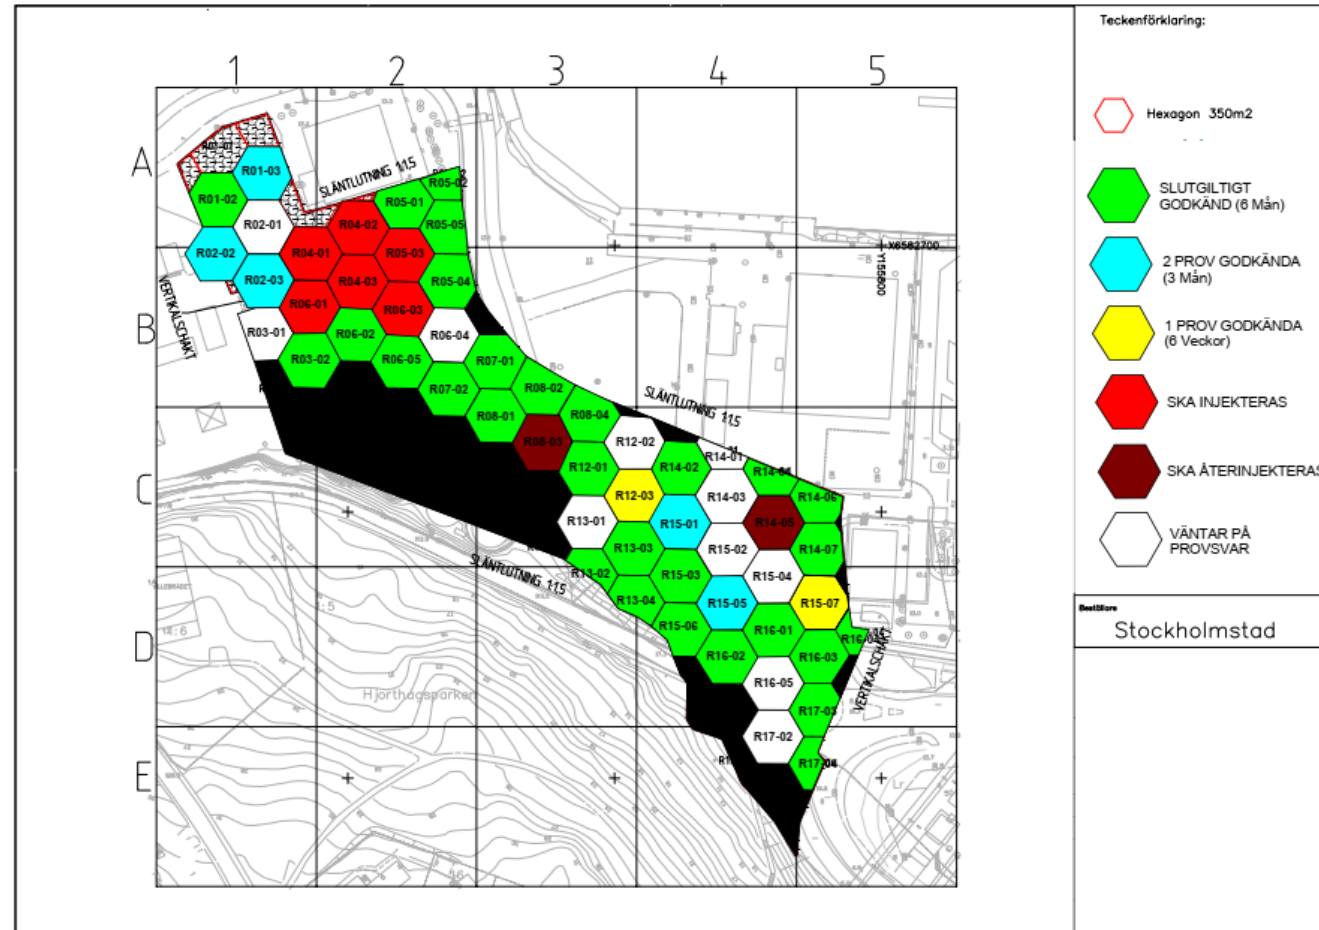 Teckenförklaring:
Hexagon 350m2
SLUTGILTIGT
GODKÄND (6 Mån)
2 PROV GODKÄNDA
(3 Mån)
1 PROV GODKÄNDA
(6 Veckor)
SKA INJEKTERAS
SKA ÅTERINJEKTERAS
VÄNTAR PÅ
PROVSVAR
Beställare
Stockholmstad
1 2 3 4 5
A
B
C
D
E
SLÄNTLUTNING 1:1,5
SLÄNTLUTNING 1:1,5
SLÄNTLUTNING 1:1,5
VERTIKALSCHAKT
VERTIKALSCHAKT
X6582700
Y155800
Hjorthagsparken
R01-03
R01-02
R02-01
R02-02
R02-03
R03-01
R03-02
R04-02
R04-01
R04-03
R05-02
R05-01
R05-05
R05-03
R05-04
R06-01
R06-03
R06-02
R06-04
R06-05
R07-01
R07-02
R08-02
R08-01
R08-04
R08-03
R12-02
R12-01
R12-03
R13-01
R13-03
R13-02
R13-04
R14-01
R14-02
R14-03
R14-06
R14-05
R14-07
R15-01
R15-02
R15-03
R15-04
R15-05
R15-07
R15-06
R16-01
R16-02
R16-03
R16-05
R17-03
R17-02